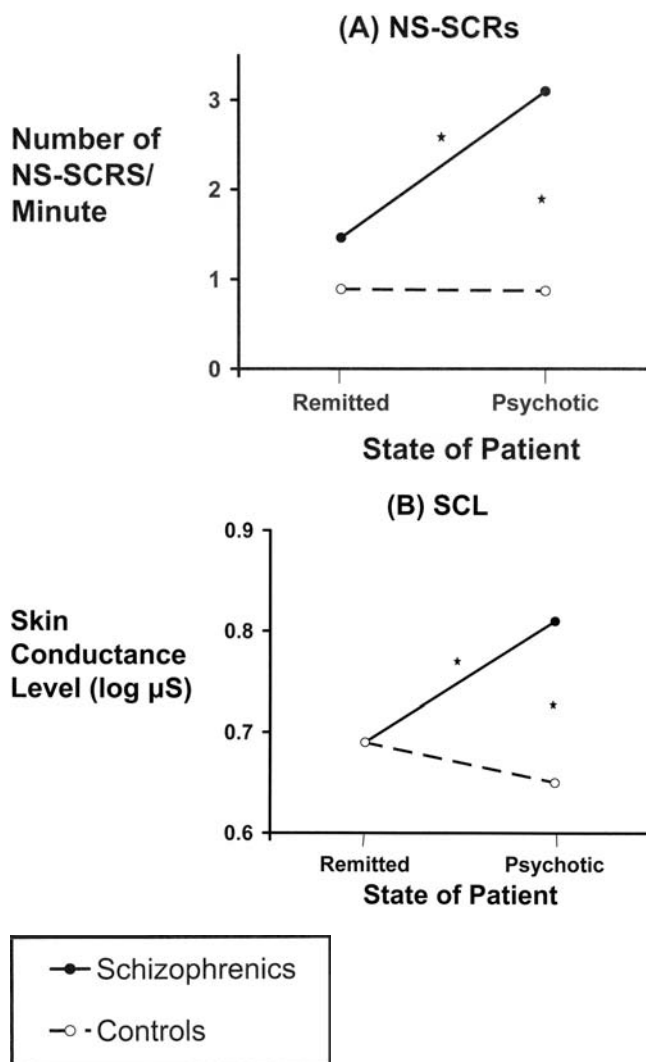 (A) NS-SCRs
Number of
NS-SCRS/
Minute
3
2
1
0
Remitted
Psychotic
State of Patient
(B) SCL
Skin
Conductance
Level (log µS)
0.9
0.8
0.7
0.6
Remitted
Psychotic
State of Patient
Schizophrenics
Controls